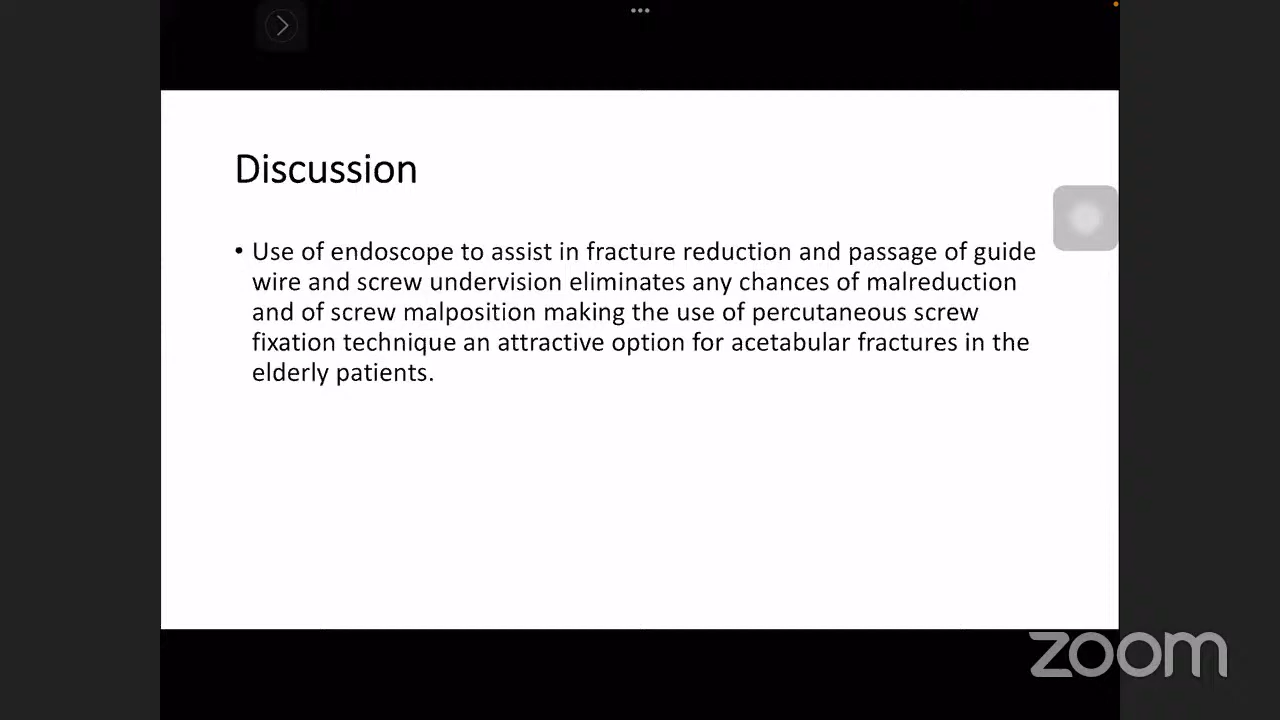 Discussion
• Use of endoscope to assist in fracture reduction and passage of guide
wire and screw undervision eliminates any chances of malreduction
and of screw malposition making the use of percutaneous screw
fixation technique an attractive option for acetabular fractures in the
elderly patients.
zoom